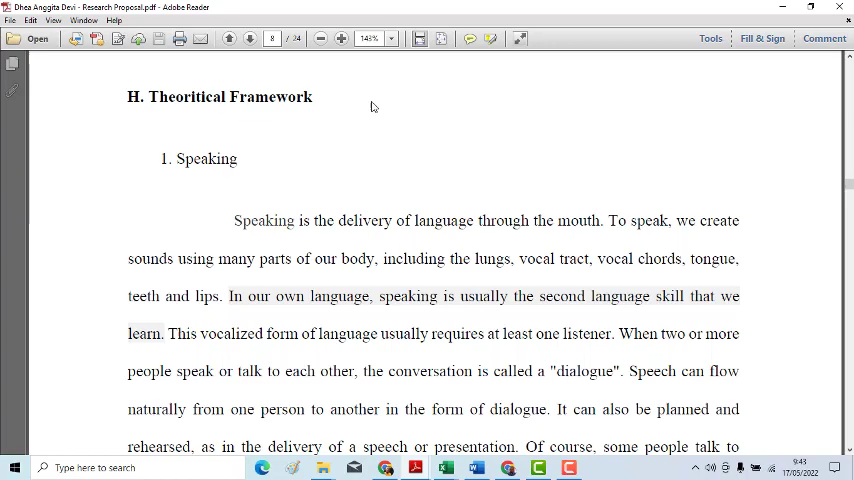 Dhea Anggita Devi - Research Proposal.pdf - Adobe Reader
File Edit View Window Help
Open 8 / 24 143% Tools Fill & Sign Comment
H. Theoritical Framework
1. Speaking
Speaking is the delivery of language through the mouth. To speak, we create
sounds using many parts of our body, including the lungs, vocal tract, vocal chords, tongue,
teeth and lips. In our own language, speaking is usually the second language skill that we
learn. This vocalized form of language usually requires at least one listener. When two or more
people speak or talk to each other, the conversation is called a "dialogue". Speech can flow
naturally from one person to another in the form of dialogue. It can also be planned and
rehearsed, as in the delivery of a speech or presentation. Of course, some people talk to
Type here to search
9:43
17/05/2022